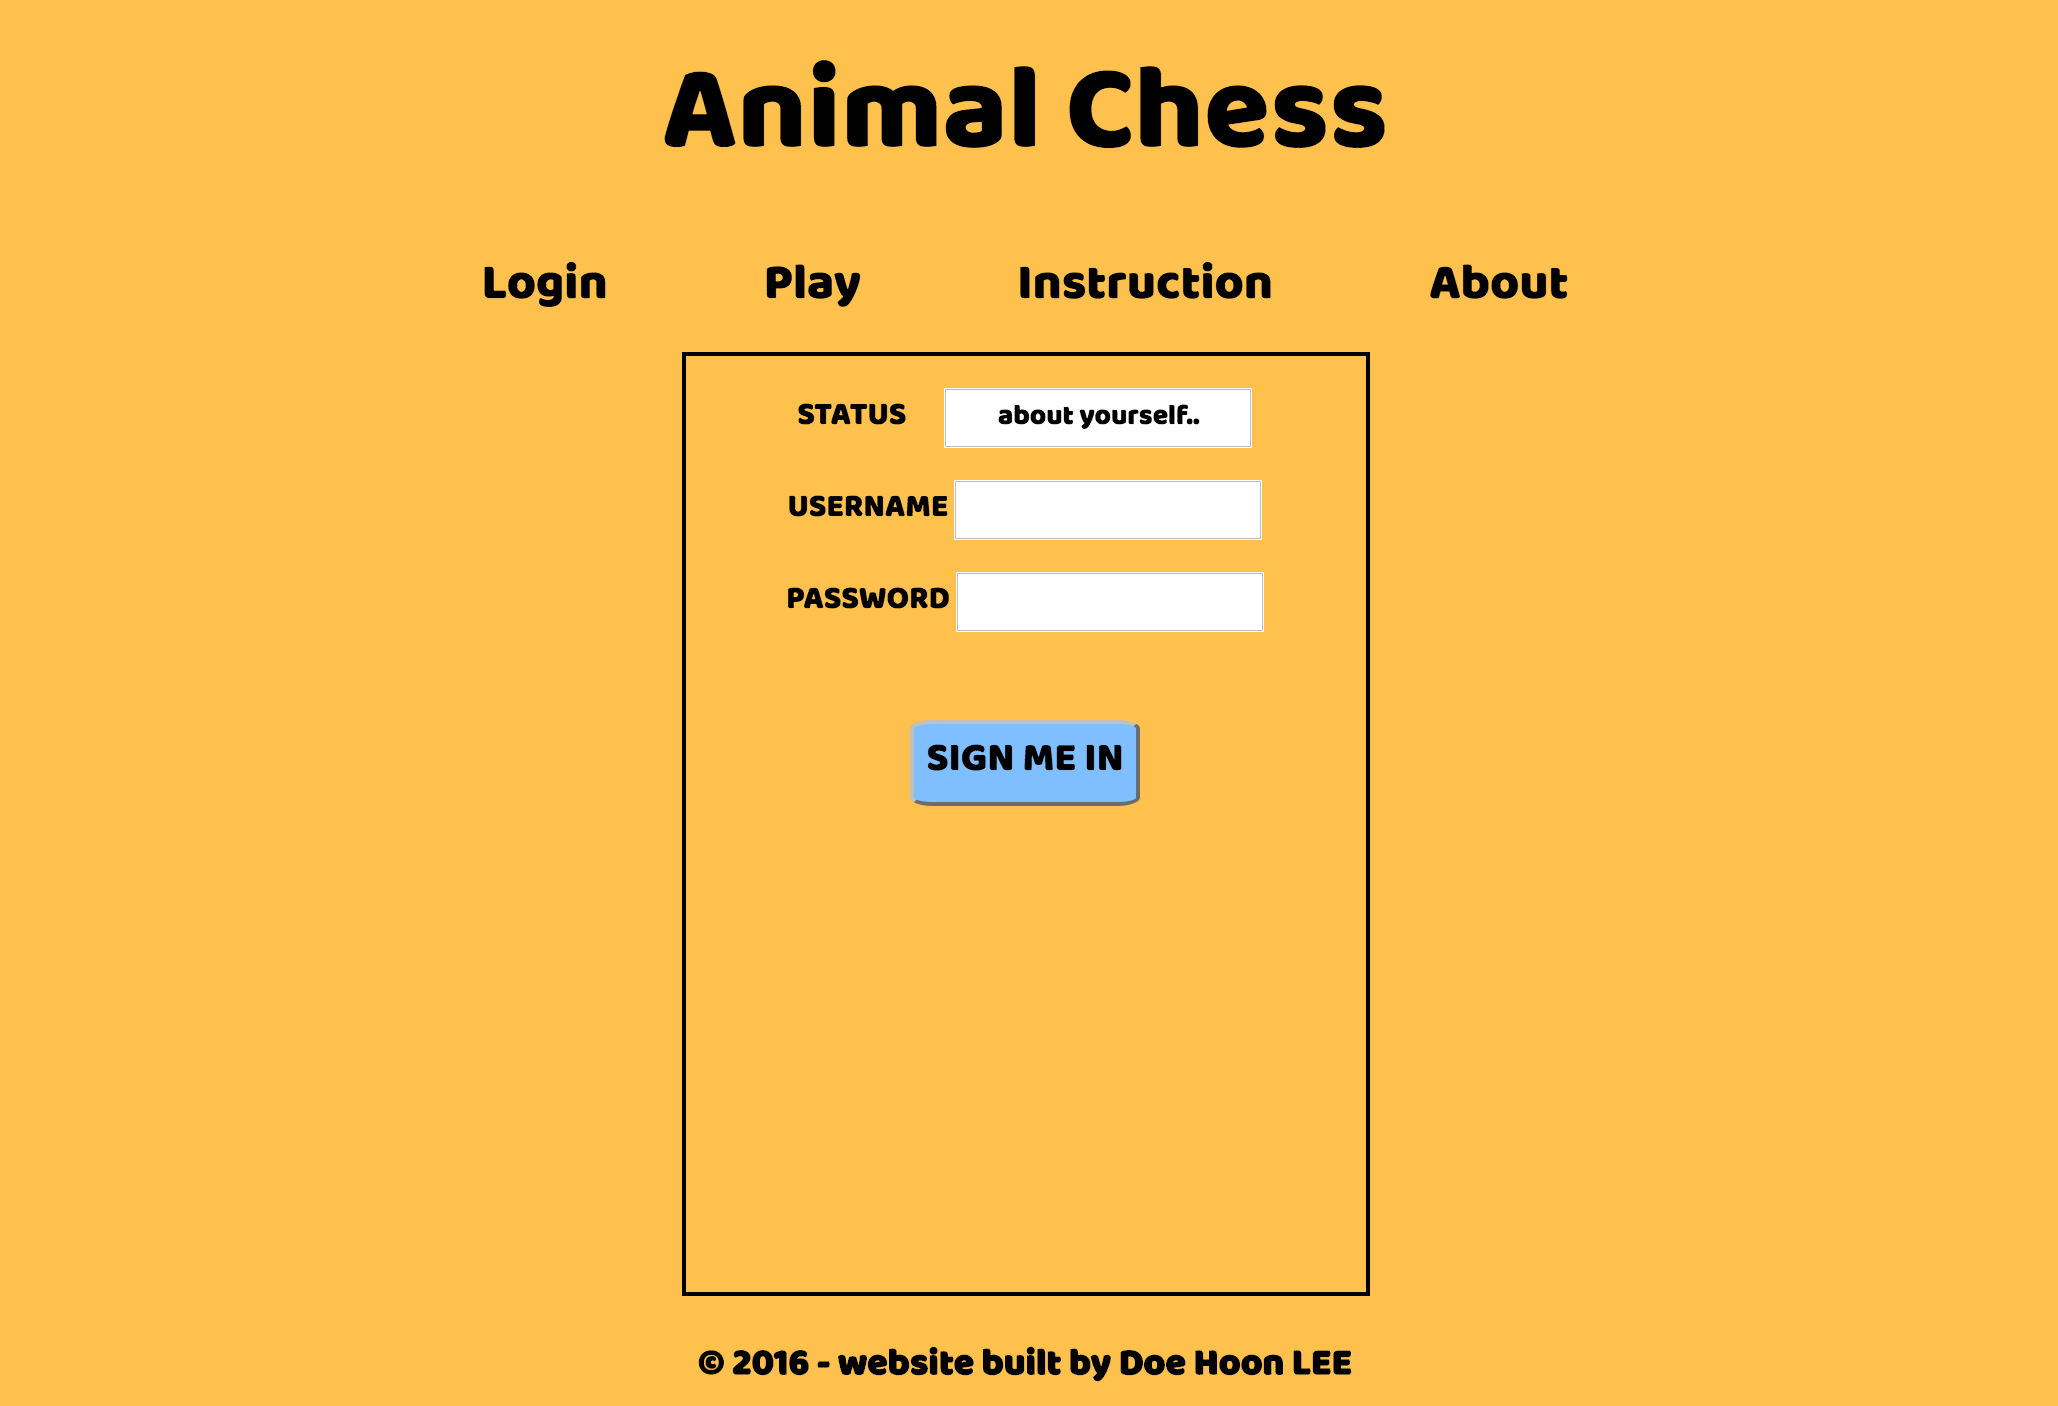 Animal Chess
Login Play Instruction About
STATUS about yourself..
USERNAME
PASSWORD
SIGN ME IN
© 2016 - website built by Doe Hoon LEE